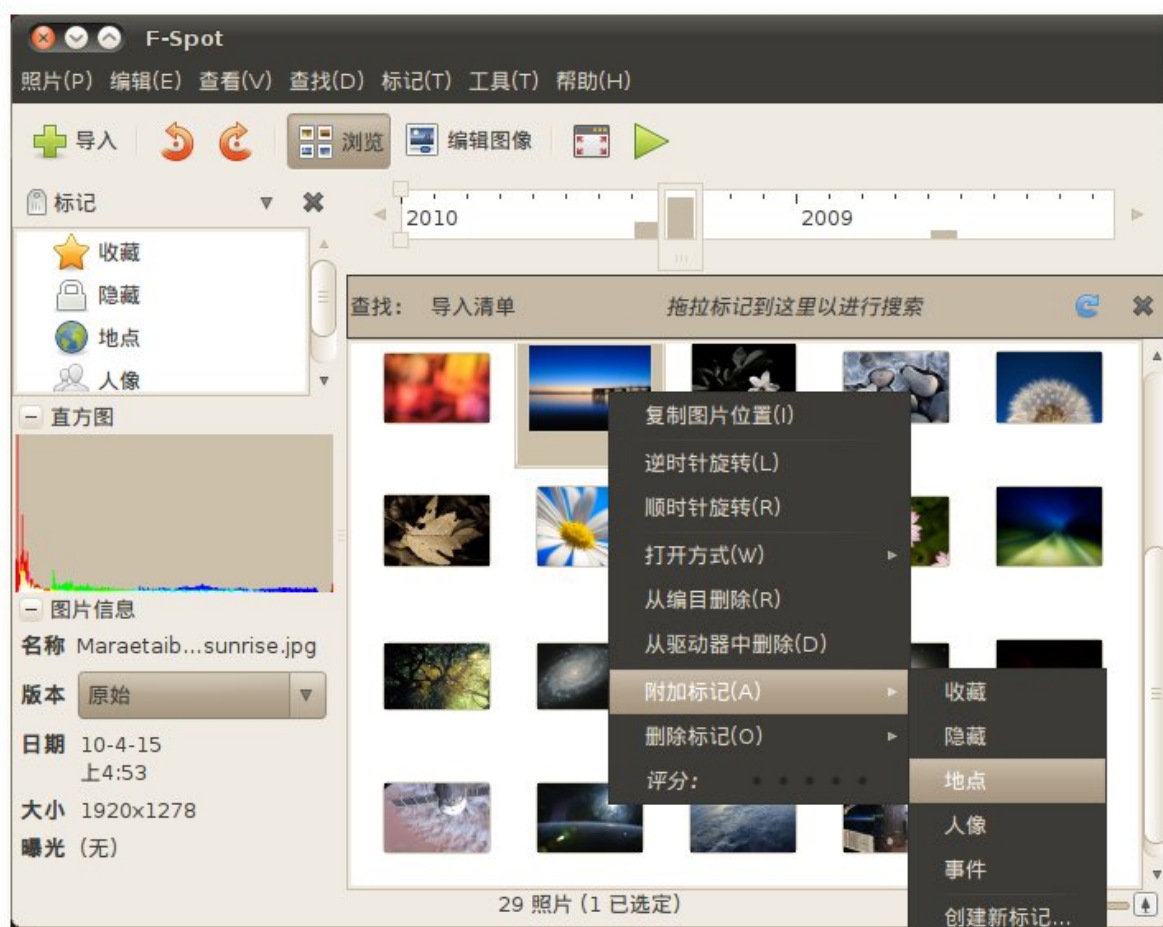 F-Spot
照片(P) 编辑(E) 查看(V) 查找(D) 标记(T) 工具(T) 帮助(H)
导入 浏览 编辑图像
标记
2010 2009
收藏
隐藏
地点
人像
查找: 导入清单 拖拉标记到这里以进行搜索
直方图
图片信息
名称 Maraetaib...sunrise.jpg
版本 原始
日期 10-4-15
上4:53
大小 1920x1278
曝光 (无)
复制图片位置(I)
逆时针旋转(L)
顺时针旋转(R)
打开方式(W)
从编目删除(R)
从驱动器中删除(D)
附加标记(A)
删除标记(O)
评分:
收藏
隐藏
地点
人像
事件
创建新标记...
29 照片 (1 已选定)